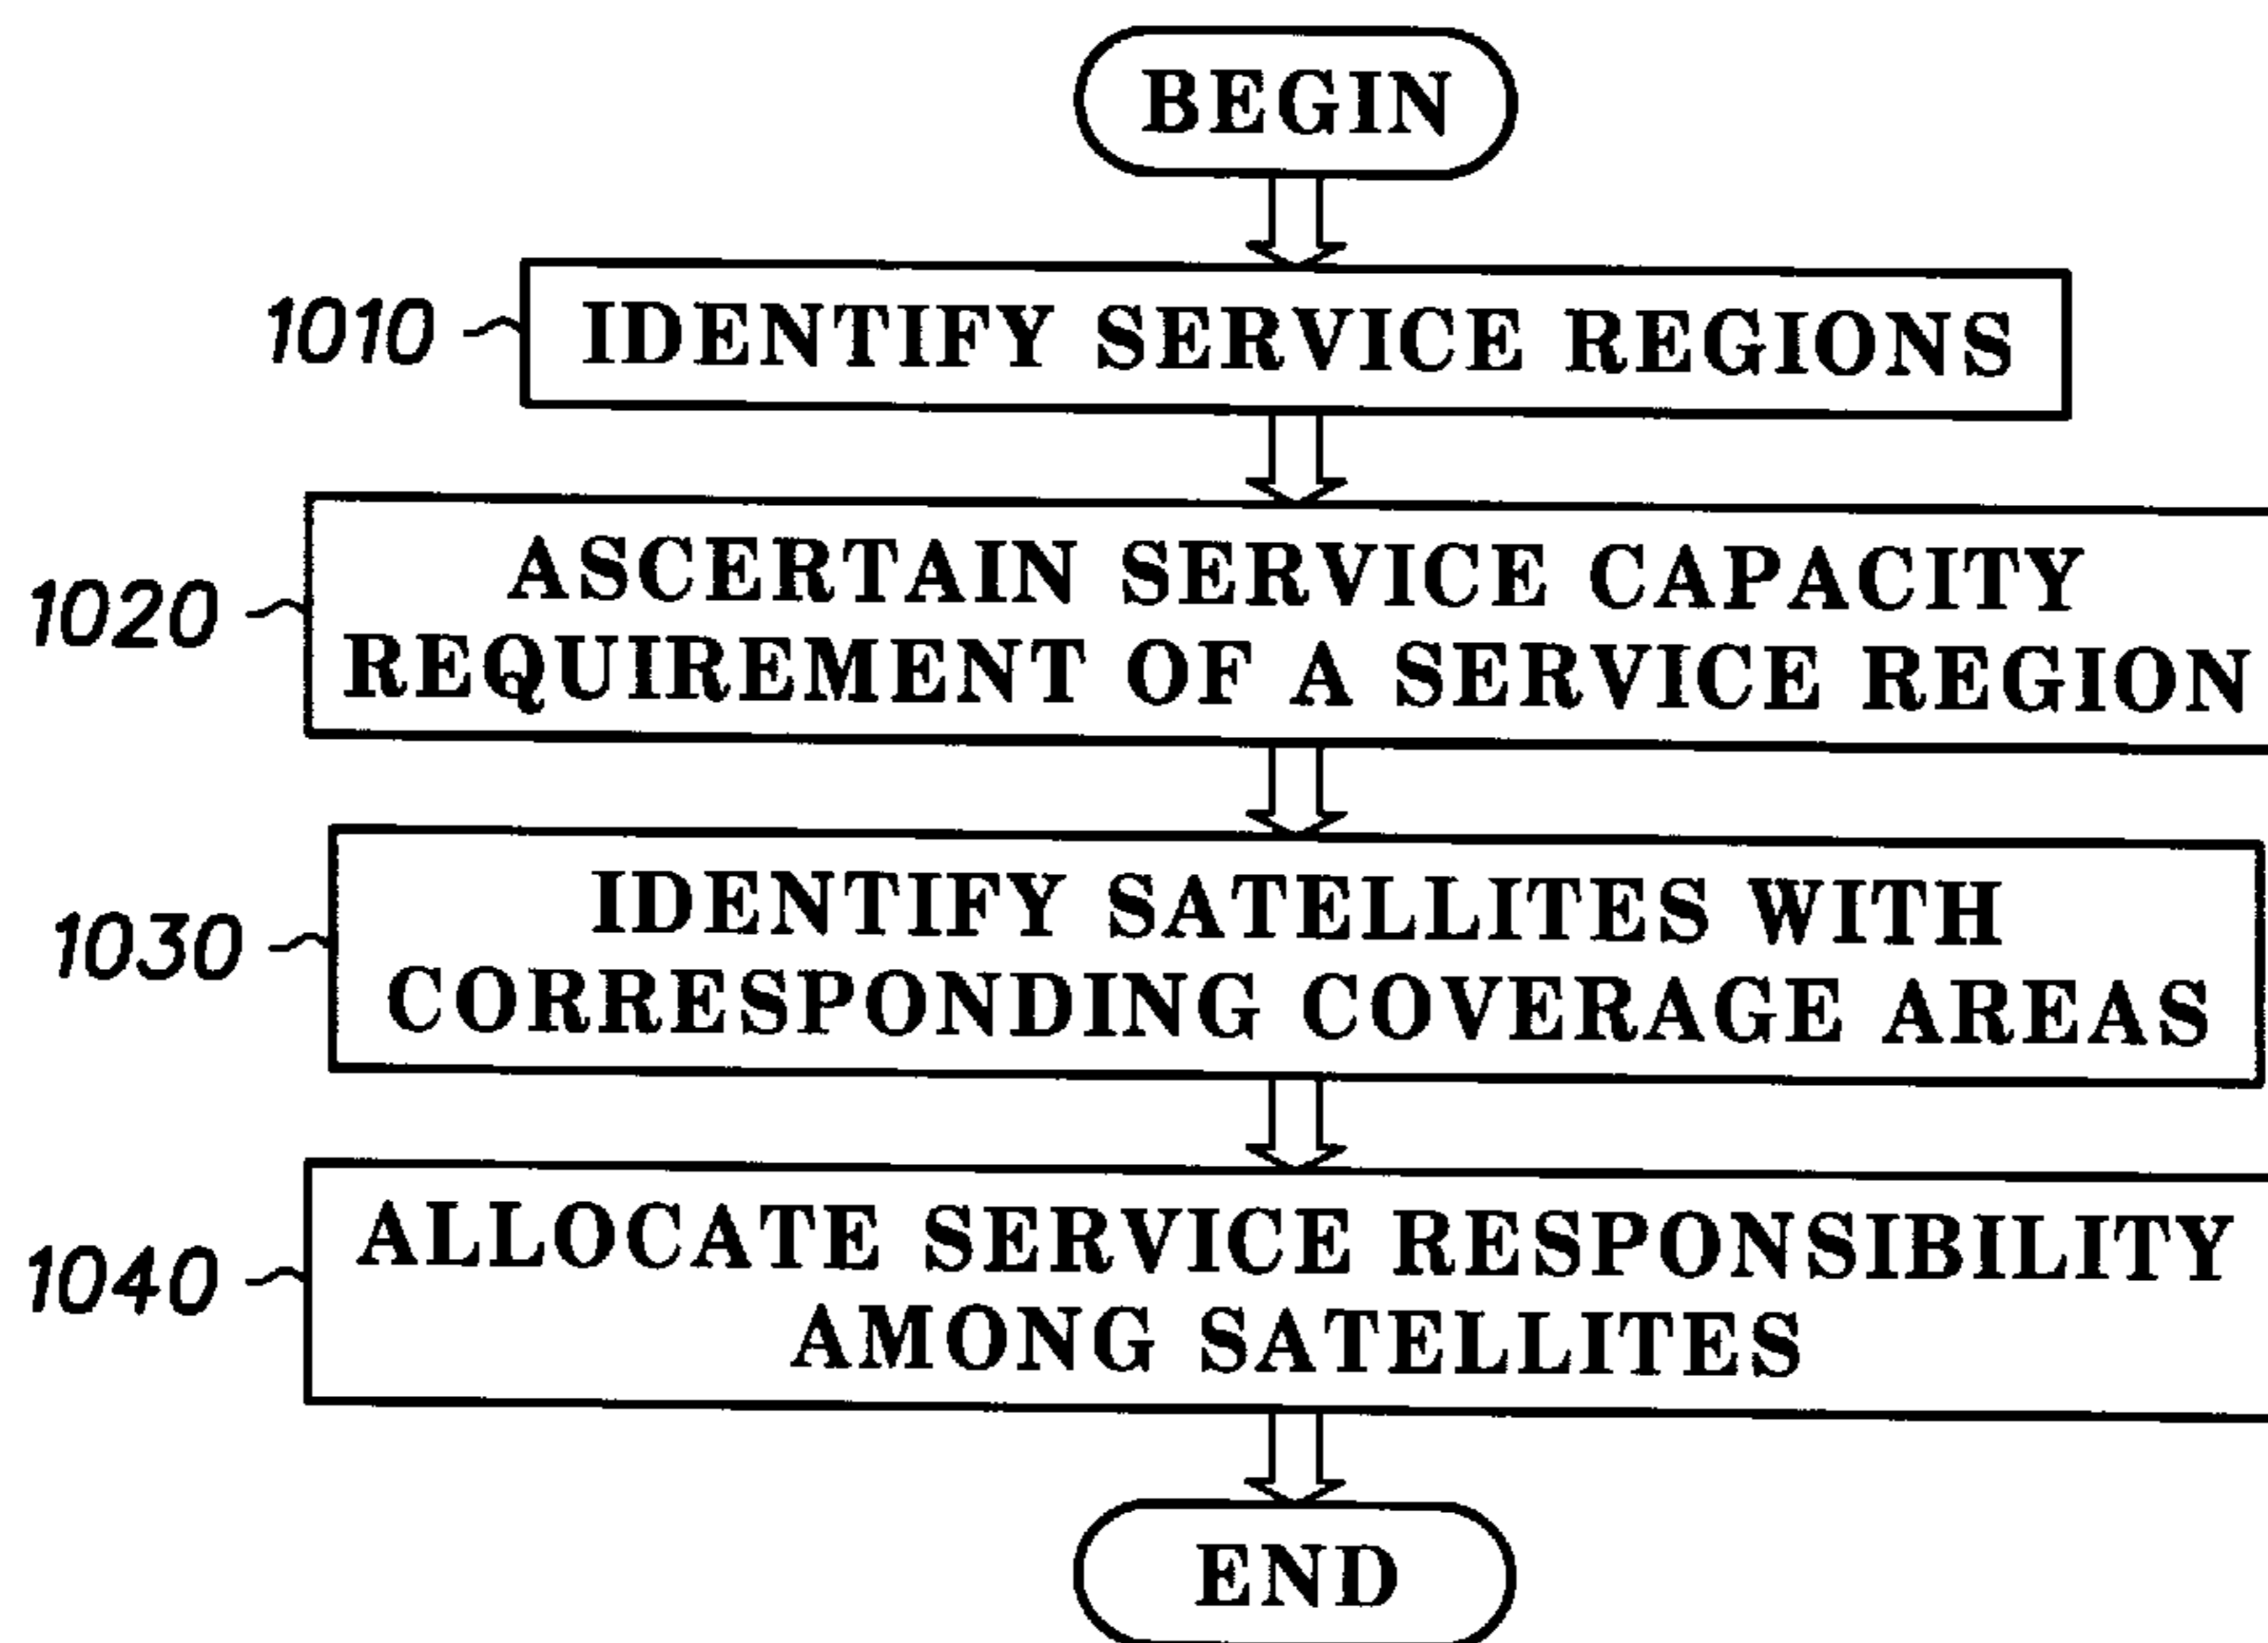 BEGIN
1010
IDENTIFY SERVICE REGIONS
1020
ASCERTAIN SERVICE CAPACITY
REQUIREMENT OF A SERVICE REGION
1030
IDENTIFY SATELLITES WITH
CORRESPONDING COVERAGE AREAS
1040
ALLOCATE SERVICE RESPONSIBILITY
AMONG SATELLITES
END